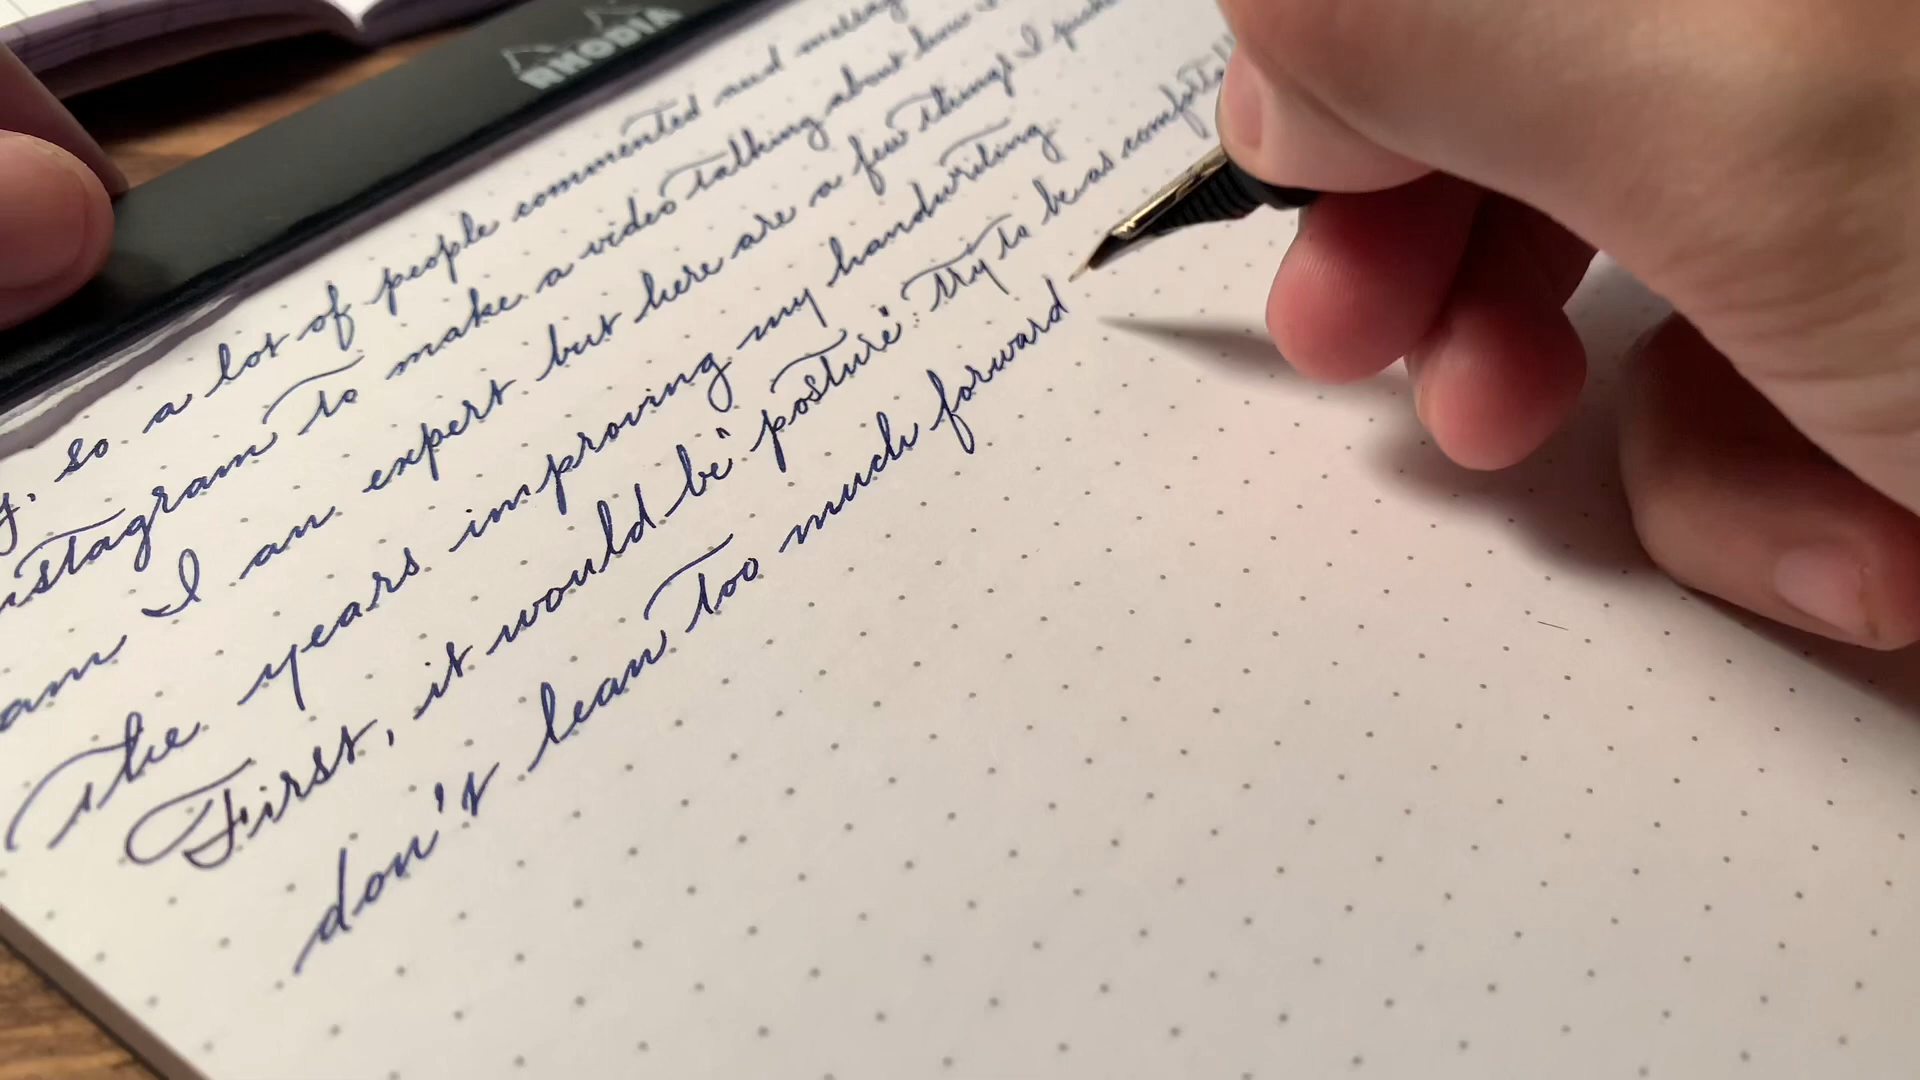 RHODIA
so a lot of people commented and
instagram to make a video talking about how
am I an expert but here are a few things I
the years improving my handwriting
First, it would be "posture". try to be as
don't lean too much forward